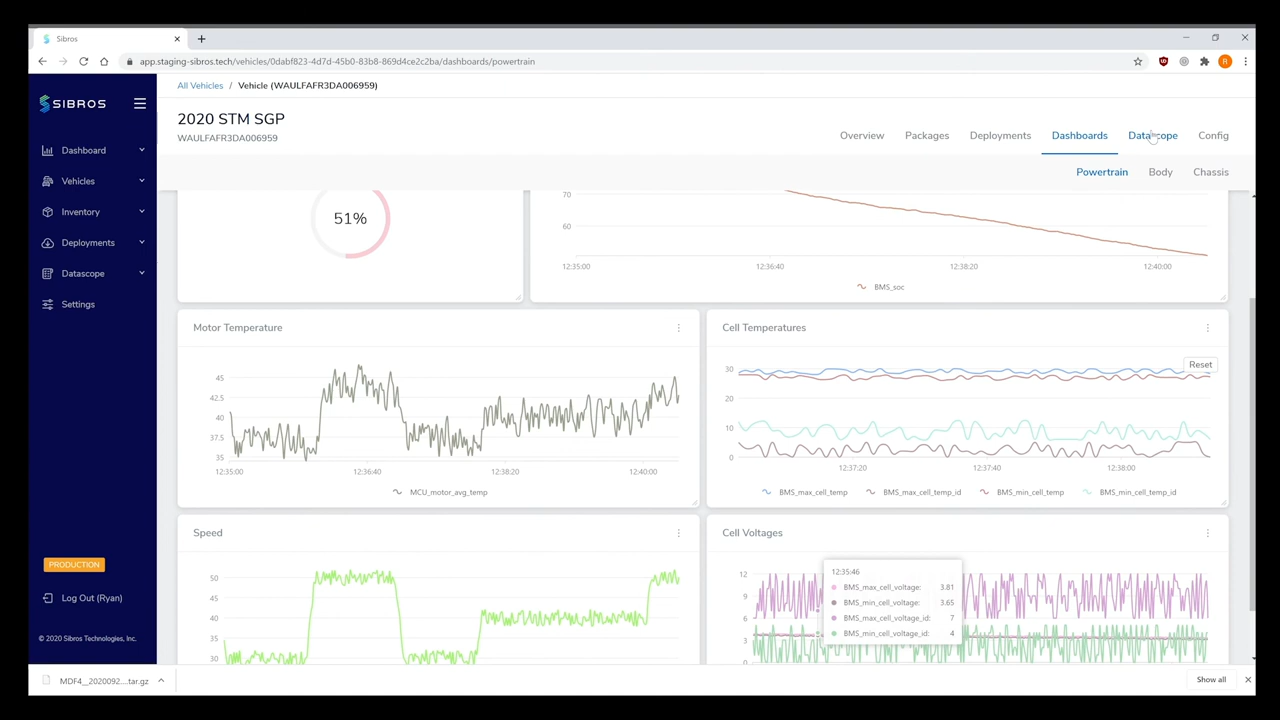 Sibros
app.staging-sibros.tech/vehicles/0dabf823-4d7d-45b0-83b8-869d4ce2c2ba/dashboards/powertrain
R
SIBROS
All Vehicles / Vehicle (WAULFAFR3DA006959)
2020 STM SGP
WAULFAFR3DA006959
Overview Packages Deployments Dashboards Datascope Config
Powertrain Body Chassis
Dashboard
Vehicles
Inventory
Deployments
Datascope
Settings
PRODUCTION
Log Out (Ryan)
© 2020 Sibros Technologies, Inc.
51%
70
60
12:35:00 12:36:40 12:38:20 12:40:00
BMS_soc
Motor Temperature
45
42.5
40
37.5
35
12:35:00 12:36:40 12:38:20 12:40:00
MCU_motor_avg_temp
Cell Temperatures
Reset
30
20
10
0
12:37:20 12:37:40 12:38:00
BMS_max_cell_temp BMS_max_cell_temp_id BMS_min_cell_temp BMS_min_cell_temp_id
Speed
50
45
40
35
30
Cell Voltages
12
9
6
3
0
12:35:46
BMS_max_cell_voltage: 3.81
BMS_min_cell_voltage: 3.65
BMS_max_cell_voltage_id: 7
BMS_min_cell_voltage_id: 4
MDF4__2020092....tar.gz
Show all